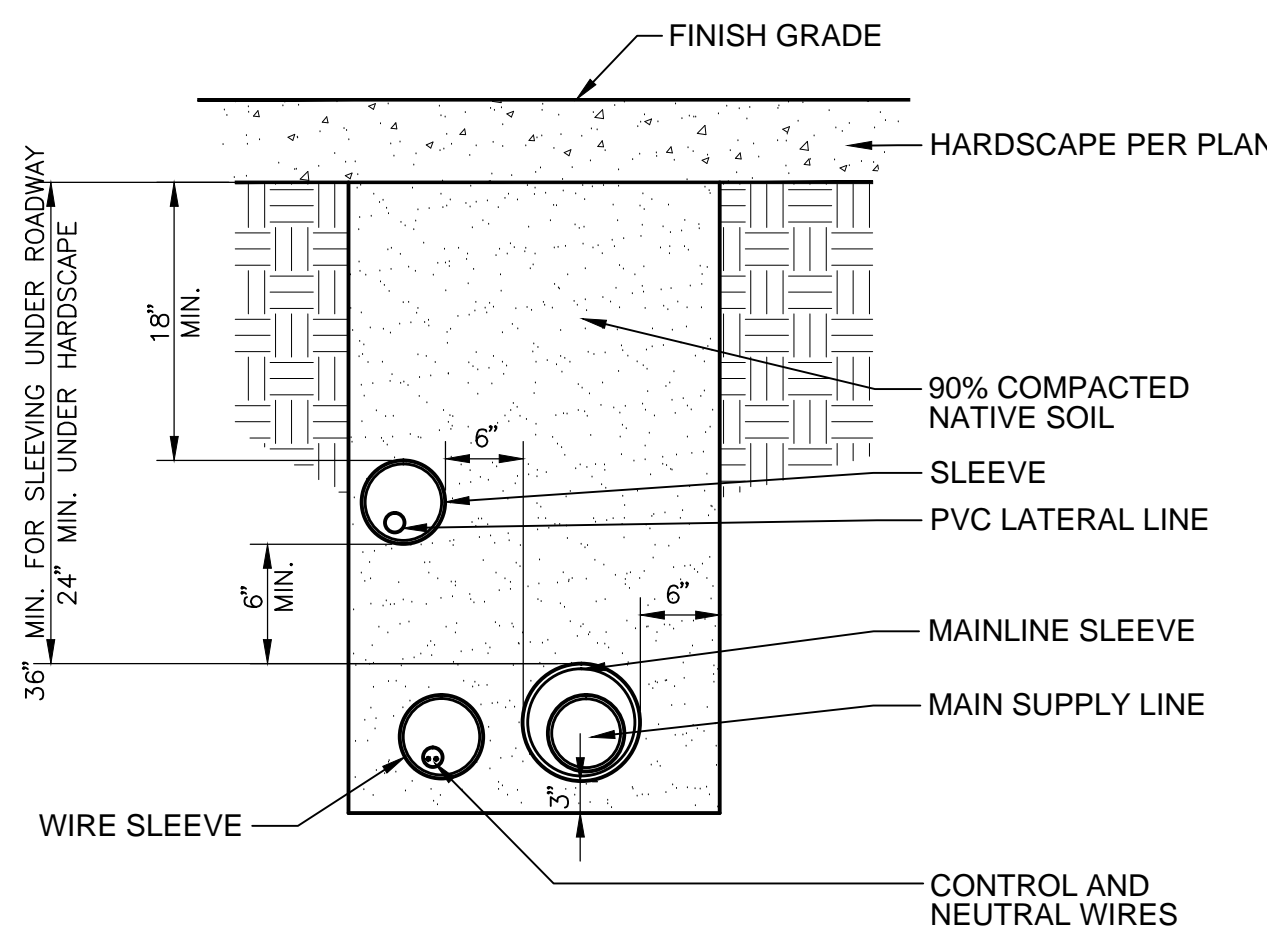 FINISH GRADE
HARDSCAPE PER PLAN
36” MIN. FOR SLEEVING UNDER ROADWAY
24” MIN. UNDER HARDSCAPE
18”
MIN.
90% COMPACTED
NATIVE SOIL
6”
SLEEVE
PVC LATERAL LINE
6”
MIN.
6”
MAINLINE SLEEVE
MAIN SUPPLY LINE
3”
WIRE SLEEVE
CONTROL AND
NEUTRAL WIRES